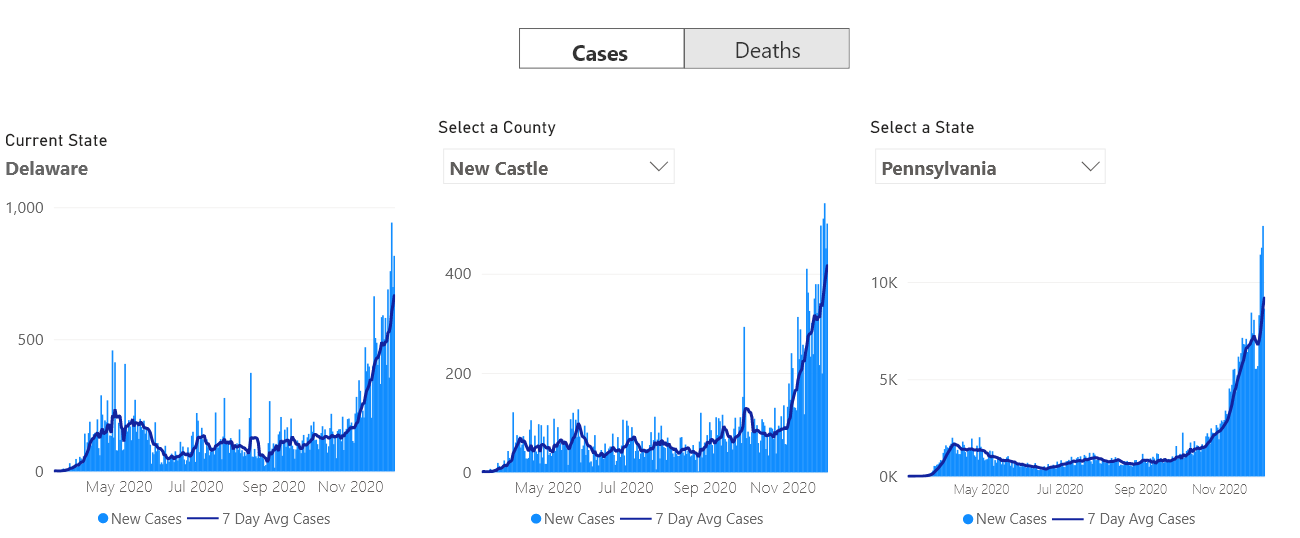 Cases
Deaths
Current State
Delaware
1,000
500
0
May 2020 Jul 2020 Sep 2020 Nov 2020
New Cases 7 Day Avg Cases
Select a County
New Castle
400
200
0
May 2020 Jul 2020 Sep 2020 Nov 2020
New Cases 7 Day Avg Cases
Select a State
Pennsylvania
10K
5K
0K
May 2020 Jul 2020 Sep 2020 Nov 2020
New Cases 7 Day Avg Cases